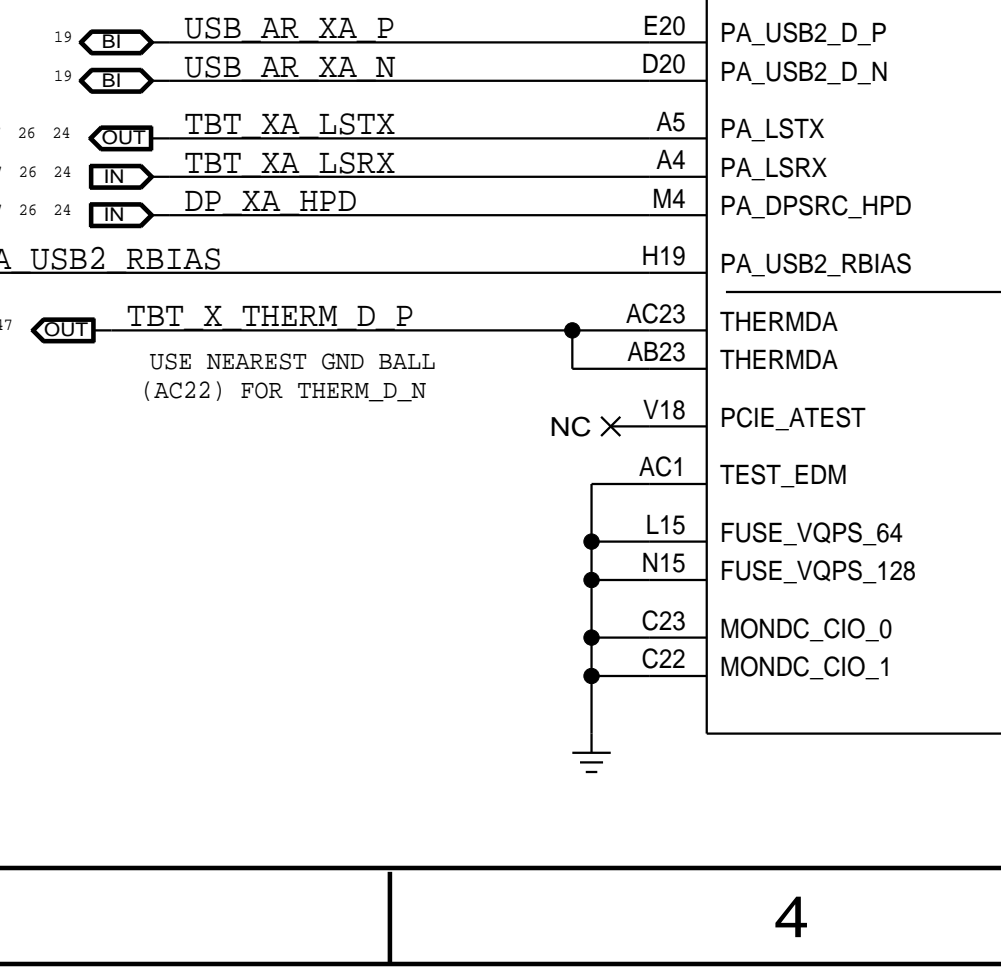 19 BI USB_AR_XA_P E20 PA_USB2_D_P
19 BI USB_AR_XA_N D20 PA_USB2_D_N
26 24 OUT TBT_XA_LSTX A5 PA_LSTX
26 24 IN TBT_XA_LSRX A4 PA_LSRX
26 24 IN DP_XA_HPD M4 PA_DPSRC_HPD
A_USB2_RBIAS H19 PA_USB2_RBIAS
47 OUT TBT_X_THERM_D_P AC23 THERMDA
AB23 THERMDA
USE NEAREST GND BALL
(AC22) FOR THERM_D_N
NC V18 PCIE_ATEST
AC1 TEST_EDM
L15 FUSE_VQPS_64
N15 FUSE_VQPS_128
C23 MONDC_CIO_0
C22 MONDC_CIO_1
4